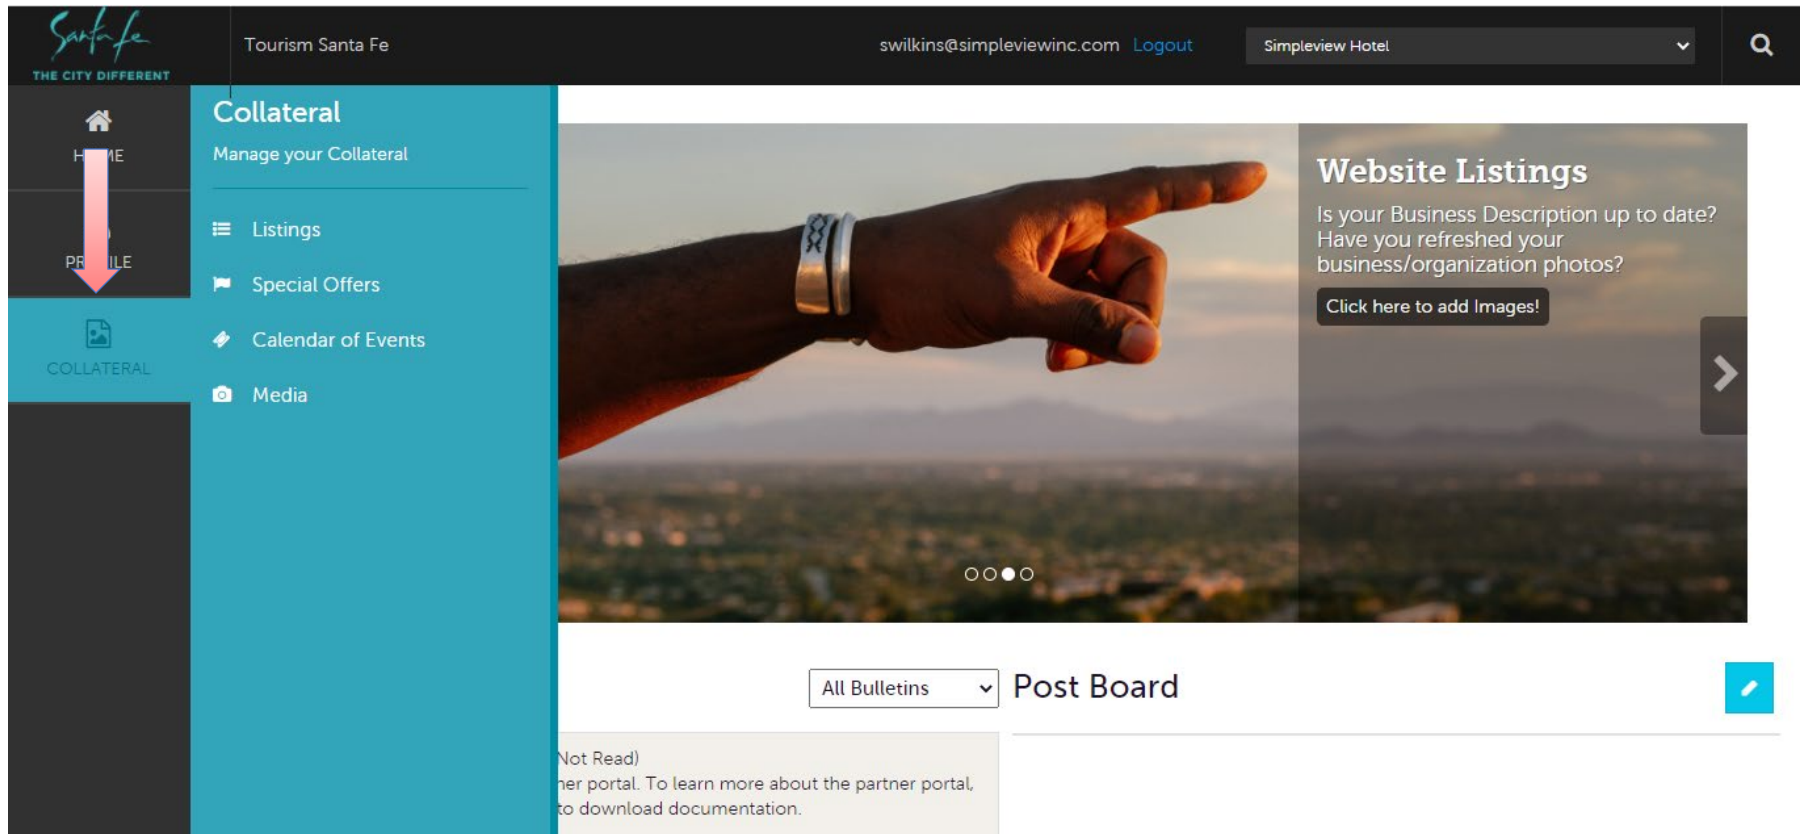 Santa Fe
THE CITY DIFFERENT
Tourism Santa Fe
swilkins@simpleviewinc.com Logout
Simpleview Hotel
H ME
PR ILE
COLLATERAL
Collateral
Manage your Collateral
Listings
Special Offers
Calendar of Events
Media
Website Listings
Is your Business Description up to date?
Have you refreshed your
business/organization photos?
Click here to add Images!
All Bulletins
Post Board
Not Read)
ner portal. To learn more about the partner portal,
to download documentation.